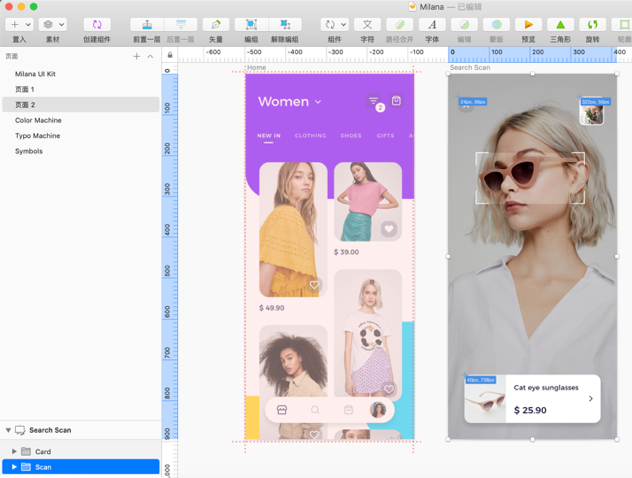 Milana — 已编辑
置入 素材 创建组件 前置一层 后置一层 矢量 编组 解除编组 组件 字符 路径合并 字体 编辑 蒙版 预览 三角形 旋转 轮廓
页面
-600 -500 -400 -300 -200 -100 0 100 200 300 400
Milana UI Kit
页面 1
页面 2
Color Machine
Typo Machine
Symbols
0
100
200
300
400
500
600
700
800
900
Home
Women
2
NEW IN CLOTHING SHOES GIFTS
$ 39.00
$ 49.90
Search Scan
24px, 56px
322px, 56px
40px, 738px
Cat eye sunglasses
$ 25.90
Search Scan
Card
Scan